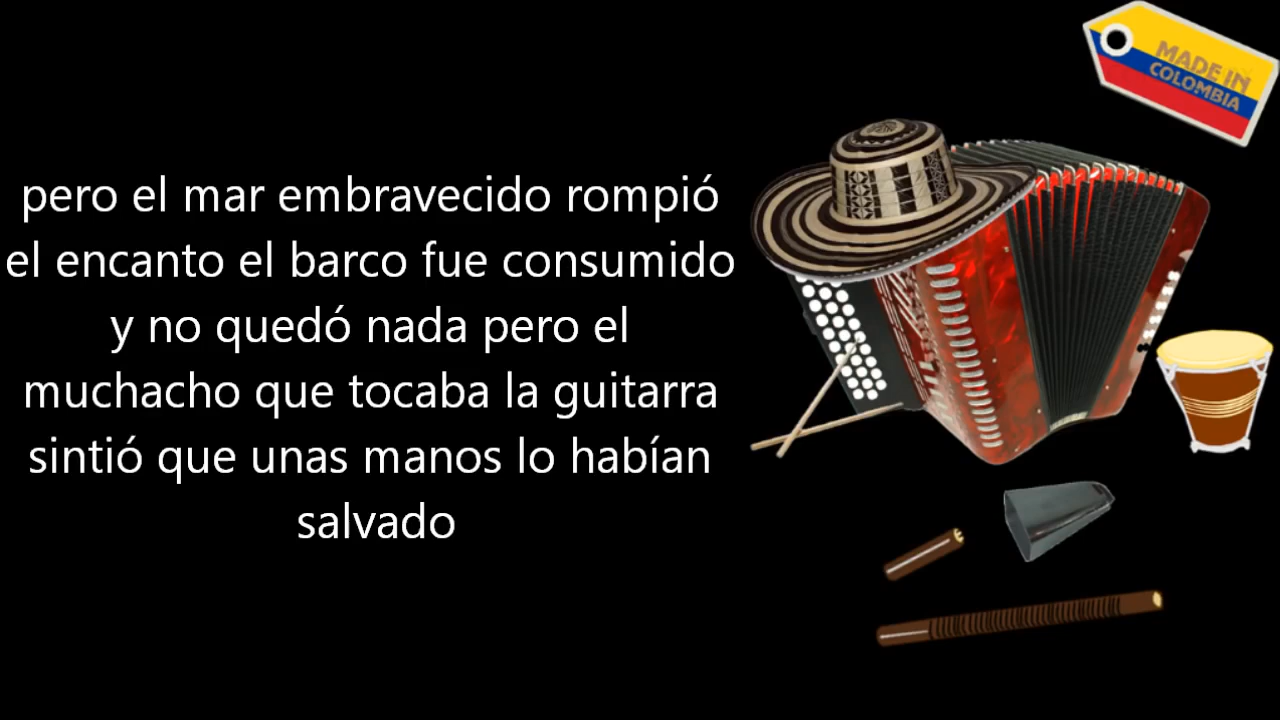 pero el mar embravecido rompió
el encanto el barco fue consumido
y no quedó nada pero el
muchacho que tocaba la guitarra
sintió que unas manos lo habían
salvado
MADE IN
COLOMBIA